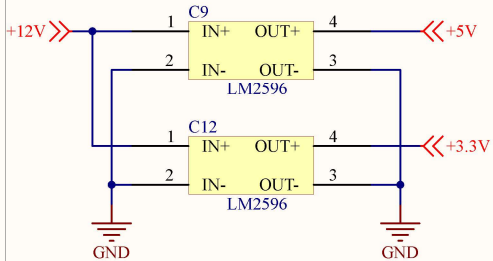 C9
+12V 1 IN+ OUT+ 4 +5V
2 IN- OUT- 3
LM2596
C12
1 IN+ OUT+ 4 +3.3V
2 IN- OUT- 3
LM2596
GND GND